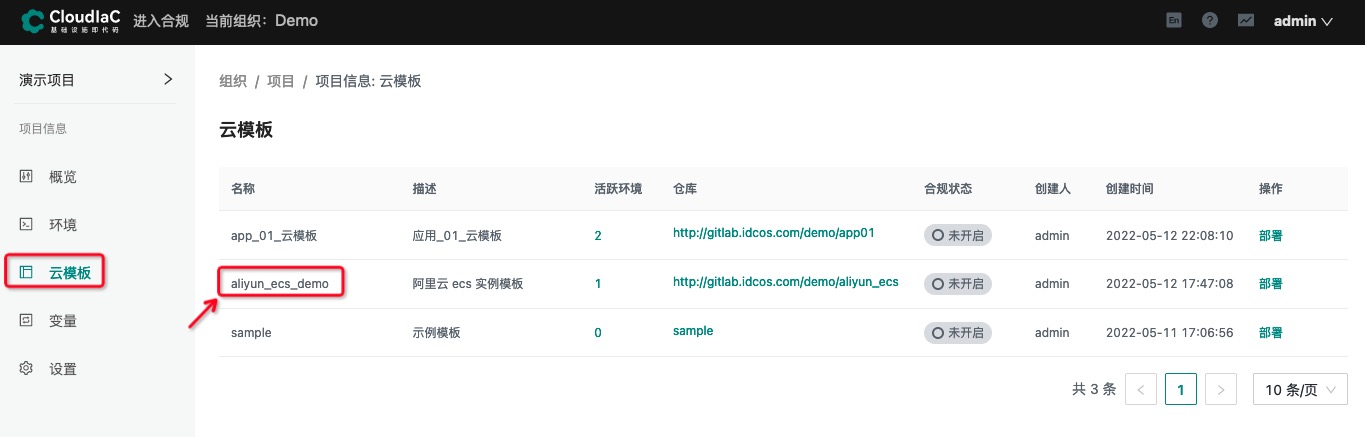 CloudIaC
基础设施即代码
进入合规 当前组织: Demo
En
admin
演示项目
项目信息
概览
环境
云模板
变量
设置
组织 / 项目 / 项目信息: 云模板
云模板
名称 描述 活跃环境 仓库 合规状态 创建人 创建时间 操作
app_01_云模板 应用_01_云模板 2 http://gitlab.idcos.com/demo/app01 未开启 admin 2022-05-12 22:08:10 部署
aliyun_ecs_demo 阿里云 ecs 实例模板 1 http://gitlab.idcos.com/demo/aliyun_ecs 未开启 admin 2022-05-12 17:47:08 部署
sample 示例模板 0 sample 未开启 admin 2022-05-11 17:06:56 部署
共 3 条 < 1 > 10 条/页